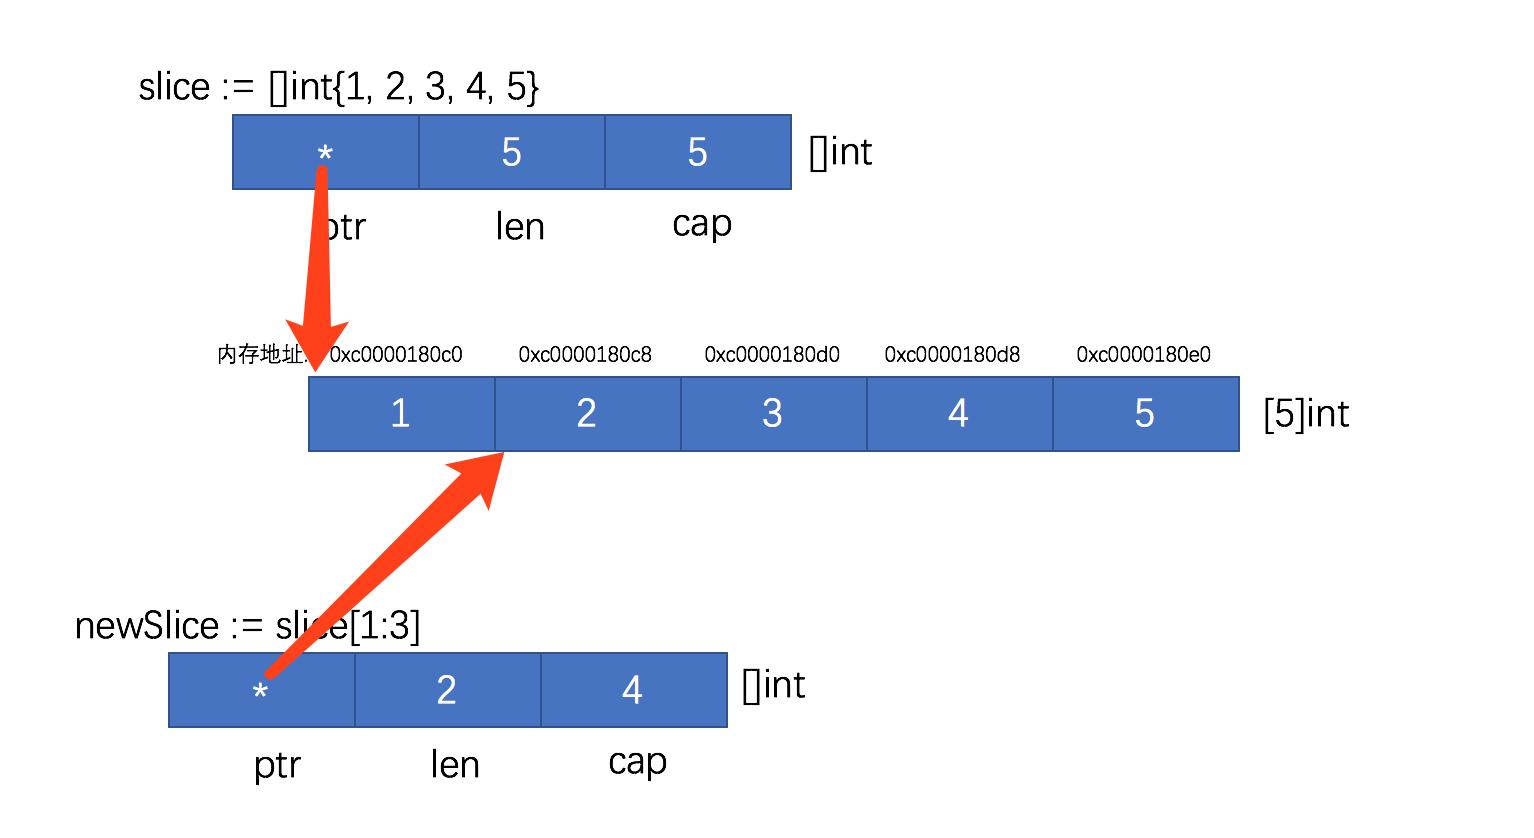 slice := []int{1, 2, 3, 4, 5}
* 5 5 []int
ptr len cap
内存地址: 0xc0000180c0 0xc0000180c8 0xc0000180d0 0xc0000180d8 0xc0000180e0
1 2 3 4 5 [5]int
newSlice := slice[1:3]
* 2 4 []int
ptr len cap